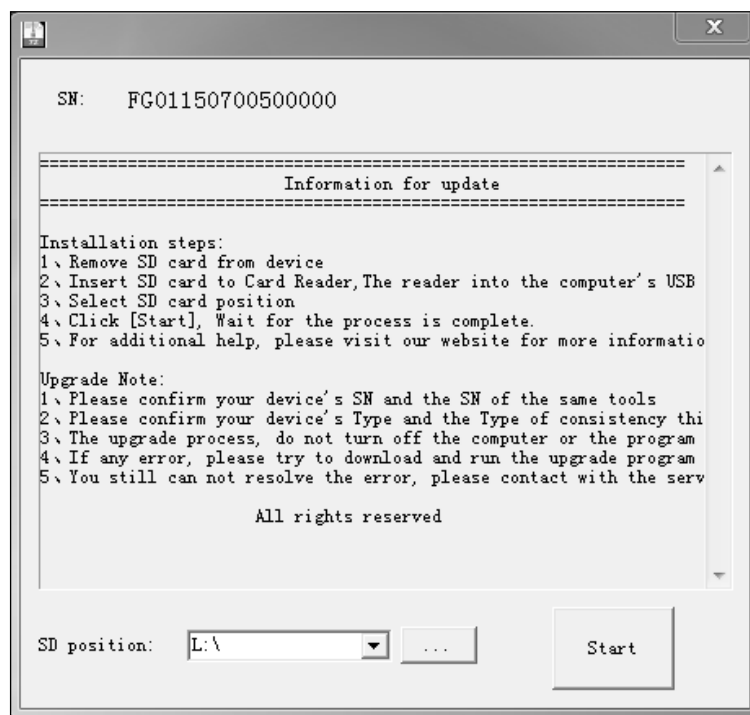 X
SN: FG01150700500000
==================================================================
Information for update
==================================================================
Installation steps:
1、Remove SD card from device
2、Insert SD card to Card Reader,The reader into the computer's USB
3、Select SD card position
4、Click [Start], Wait for the process is complete.
5、For additional help, please visit our website for more informatio
Upgrade Note:
1、Please confirm your device's SN and the SN of the same tools
2、Please confirm your device's Type and the Type of consistency thi
3、The upgrade process, do not turn off the computer or the program
4、If any error, please try to download and run the upgrade program
5、You still can not resolve the error, please contact with the serv
All rights reserved
SD position: L:\ ... Start